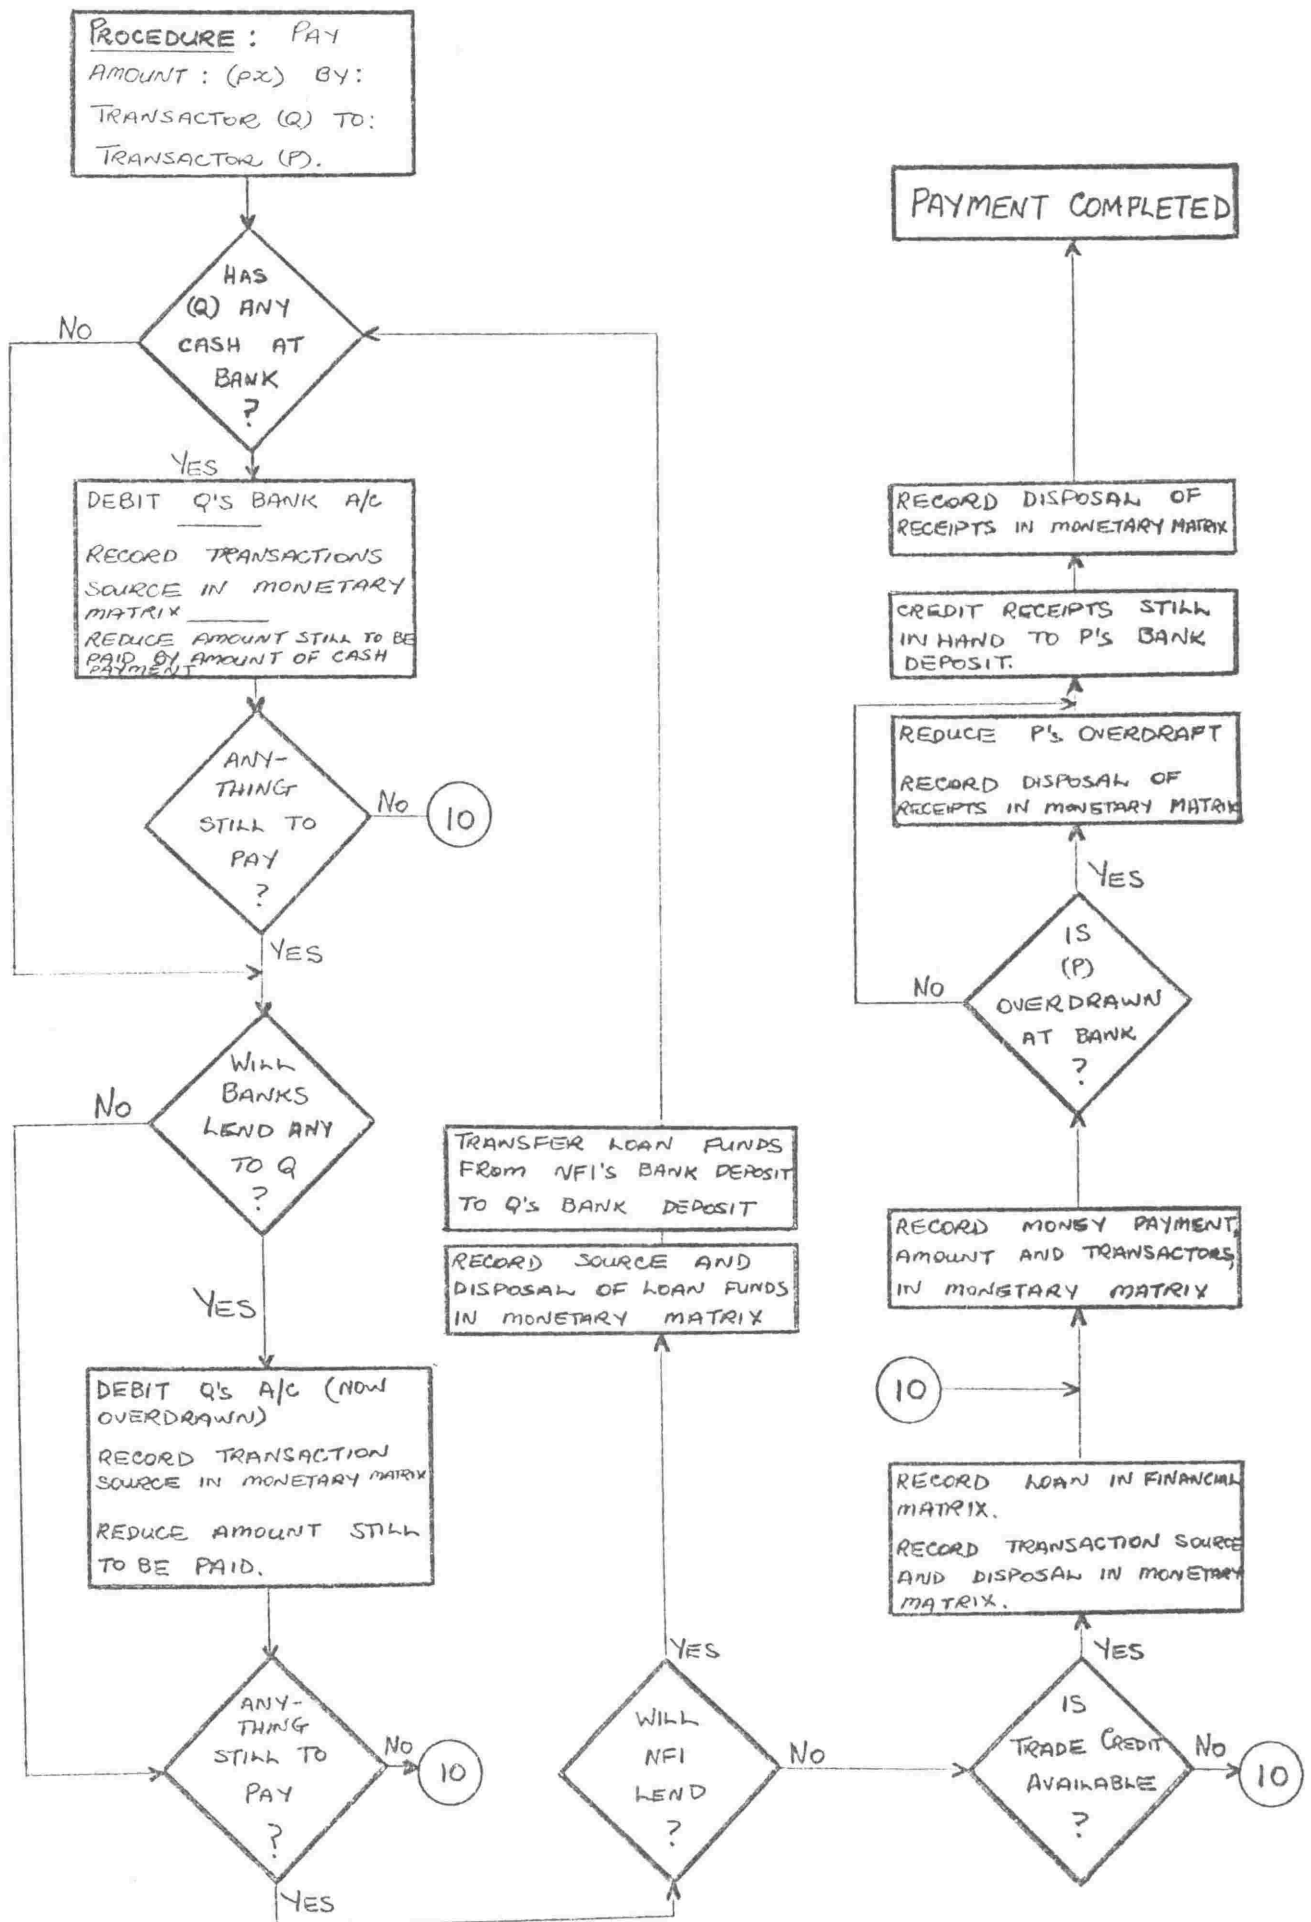 PROCEDURE: PAY
AMOUNT: (px) BY:
TRANSACTOR (Q) TO:
TRANSACTOR (P).
HAS
(Q) ANY
CASH AT
BANK
?
NO
YES
DEBIT Q'S BANK A/C
RECORD TRANSACTIONS
SOURCE IN MONETARY
MATRIX
REDUCE AMOUNT STILL TO BE
PAID BY AMOUNT OF CASH
PAYMENT
ANY-
THING
STILL TO
PAY
?
NO
10
YES
WILL
BANKS
LEND ANY
TO Q
?
NO
YES
DEBIT Q's A/C (NOW
OVERDRAWN)
RECORD TRANSACTION
SOURCE IN MONETARY MATRIX
REDUCE AMOUNT STILL
TO BE PAID.
ANY-
THING
STILL TO
PAY
?
NO
10
YES
TRANSFER LOAN FUNDS
FROM NFI'S BANK DEPOSIT
TO Q's BANK DEPOSIT
RECORD SOURCE AND
DISPOSAL OF LOAN FUNDS
IN MONETARY MATRIX
YES
WILL
NFI
LEND
?
NO
PAYMENT COMPLETED
RECORD DISPOSAL OF
RECEIPTS IN MONETARY MATRIX
CREDIT RECEIPTS STILL
IN HAND TO P's BANK
DEPOSIT.
REDUCE P's OVERDRAFT
RECORD DISPOSAL OF
RECEIPTS IN MONETARY MATRIX
YES
IS
(P)
OVERDRAWN
AT BANK
?
NO
RECORD MONEY PAYMENT,
AMOUNT AND TRANSACTORS,
IN MONETARY MATRIX
10
RECORD LOAN IN FINANCIAL
MATRIX.
RECORD TRANSACTION SOURCE
AND DISPOSAL IN MONETARY
MATRIX.
YES
IS
TRADE CREDIT
AVAILABLE
?
NO
10